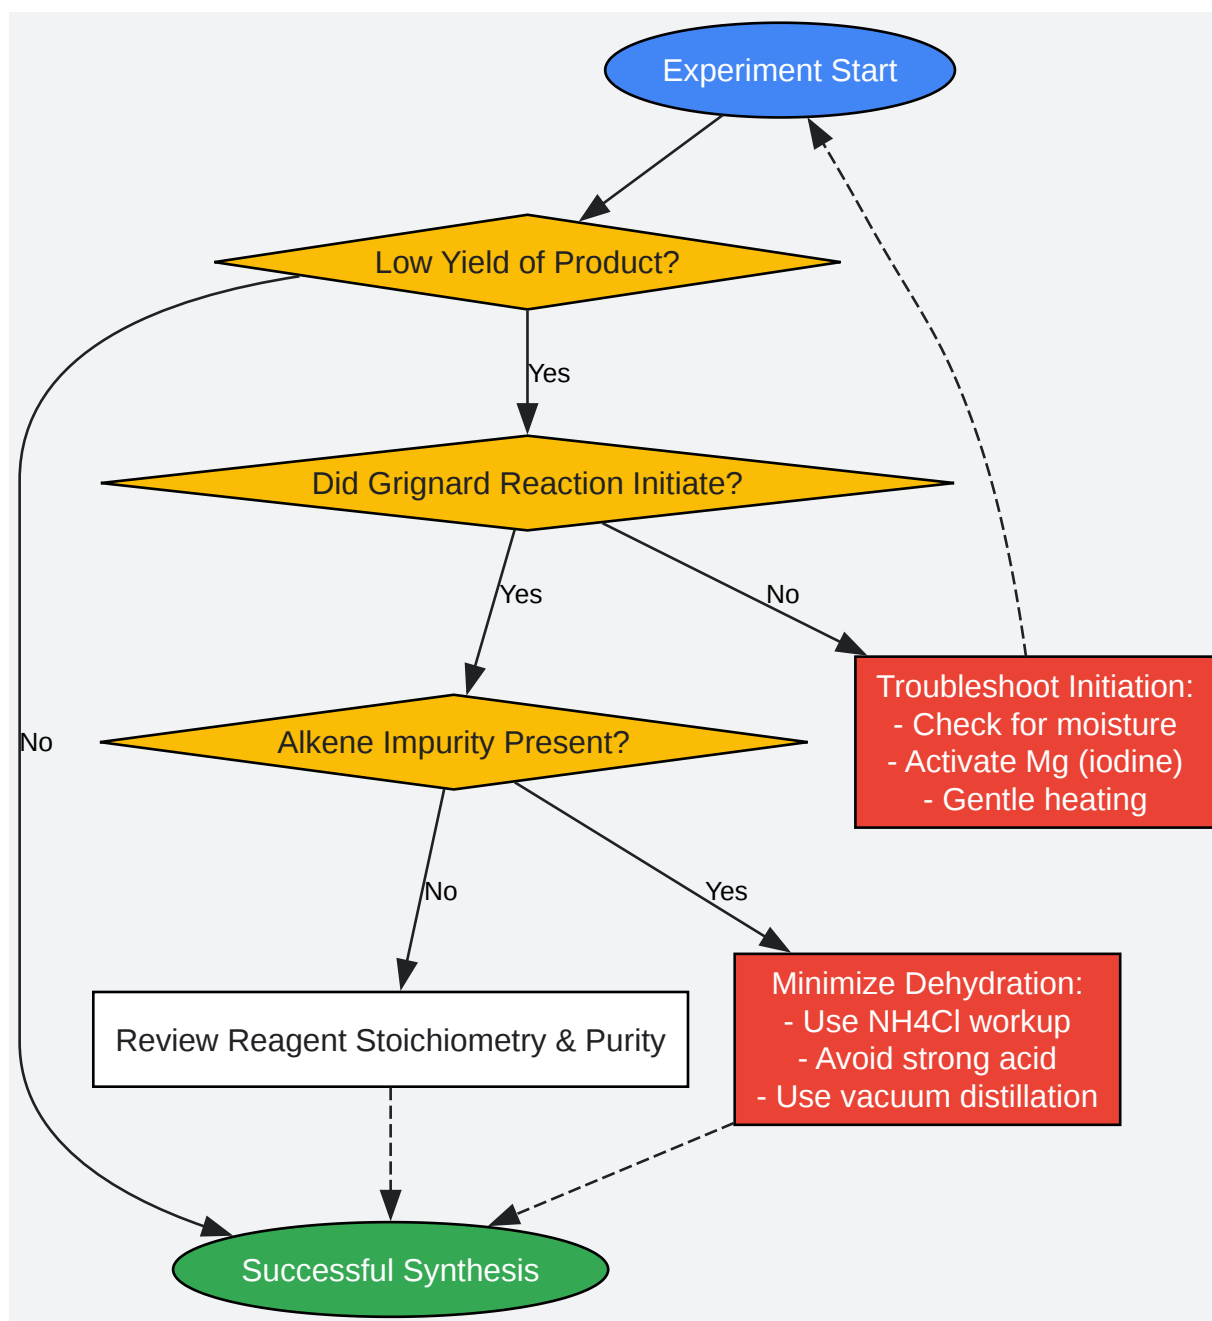 Experiment Start
Low Yield of Product?
Yes
Did Grignard Reaction Initiate?
Yes
No
Troubleshoot Initiation:
- Check for moisture
- Activate Mg (iodine)
- Gentle heating
No
Alkene Impurity Present?
No
Yes
Minimize Dehydration:
- Use NH4Cl workup
- Avoid strong acid
- Use vacuum distillation
Review Reagent Stoichiometry & Purity
Successful Synthesis